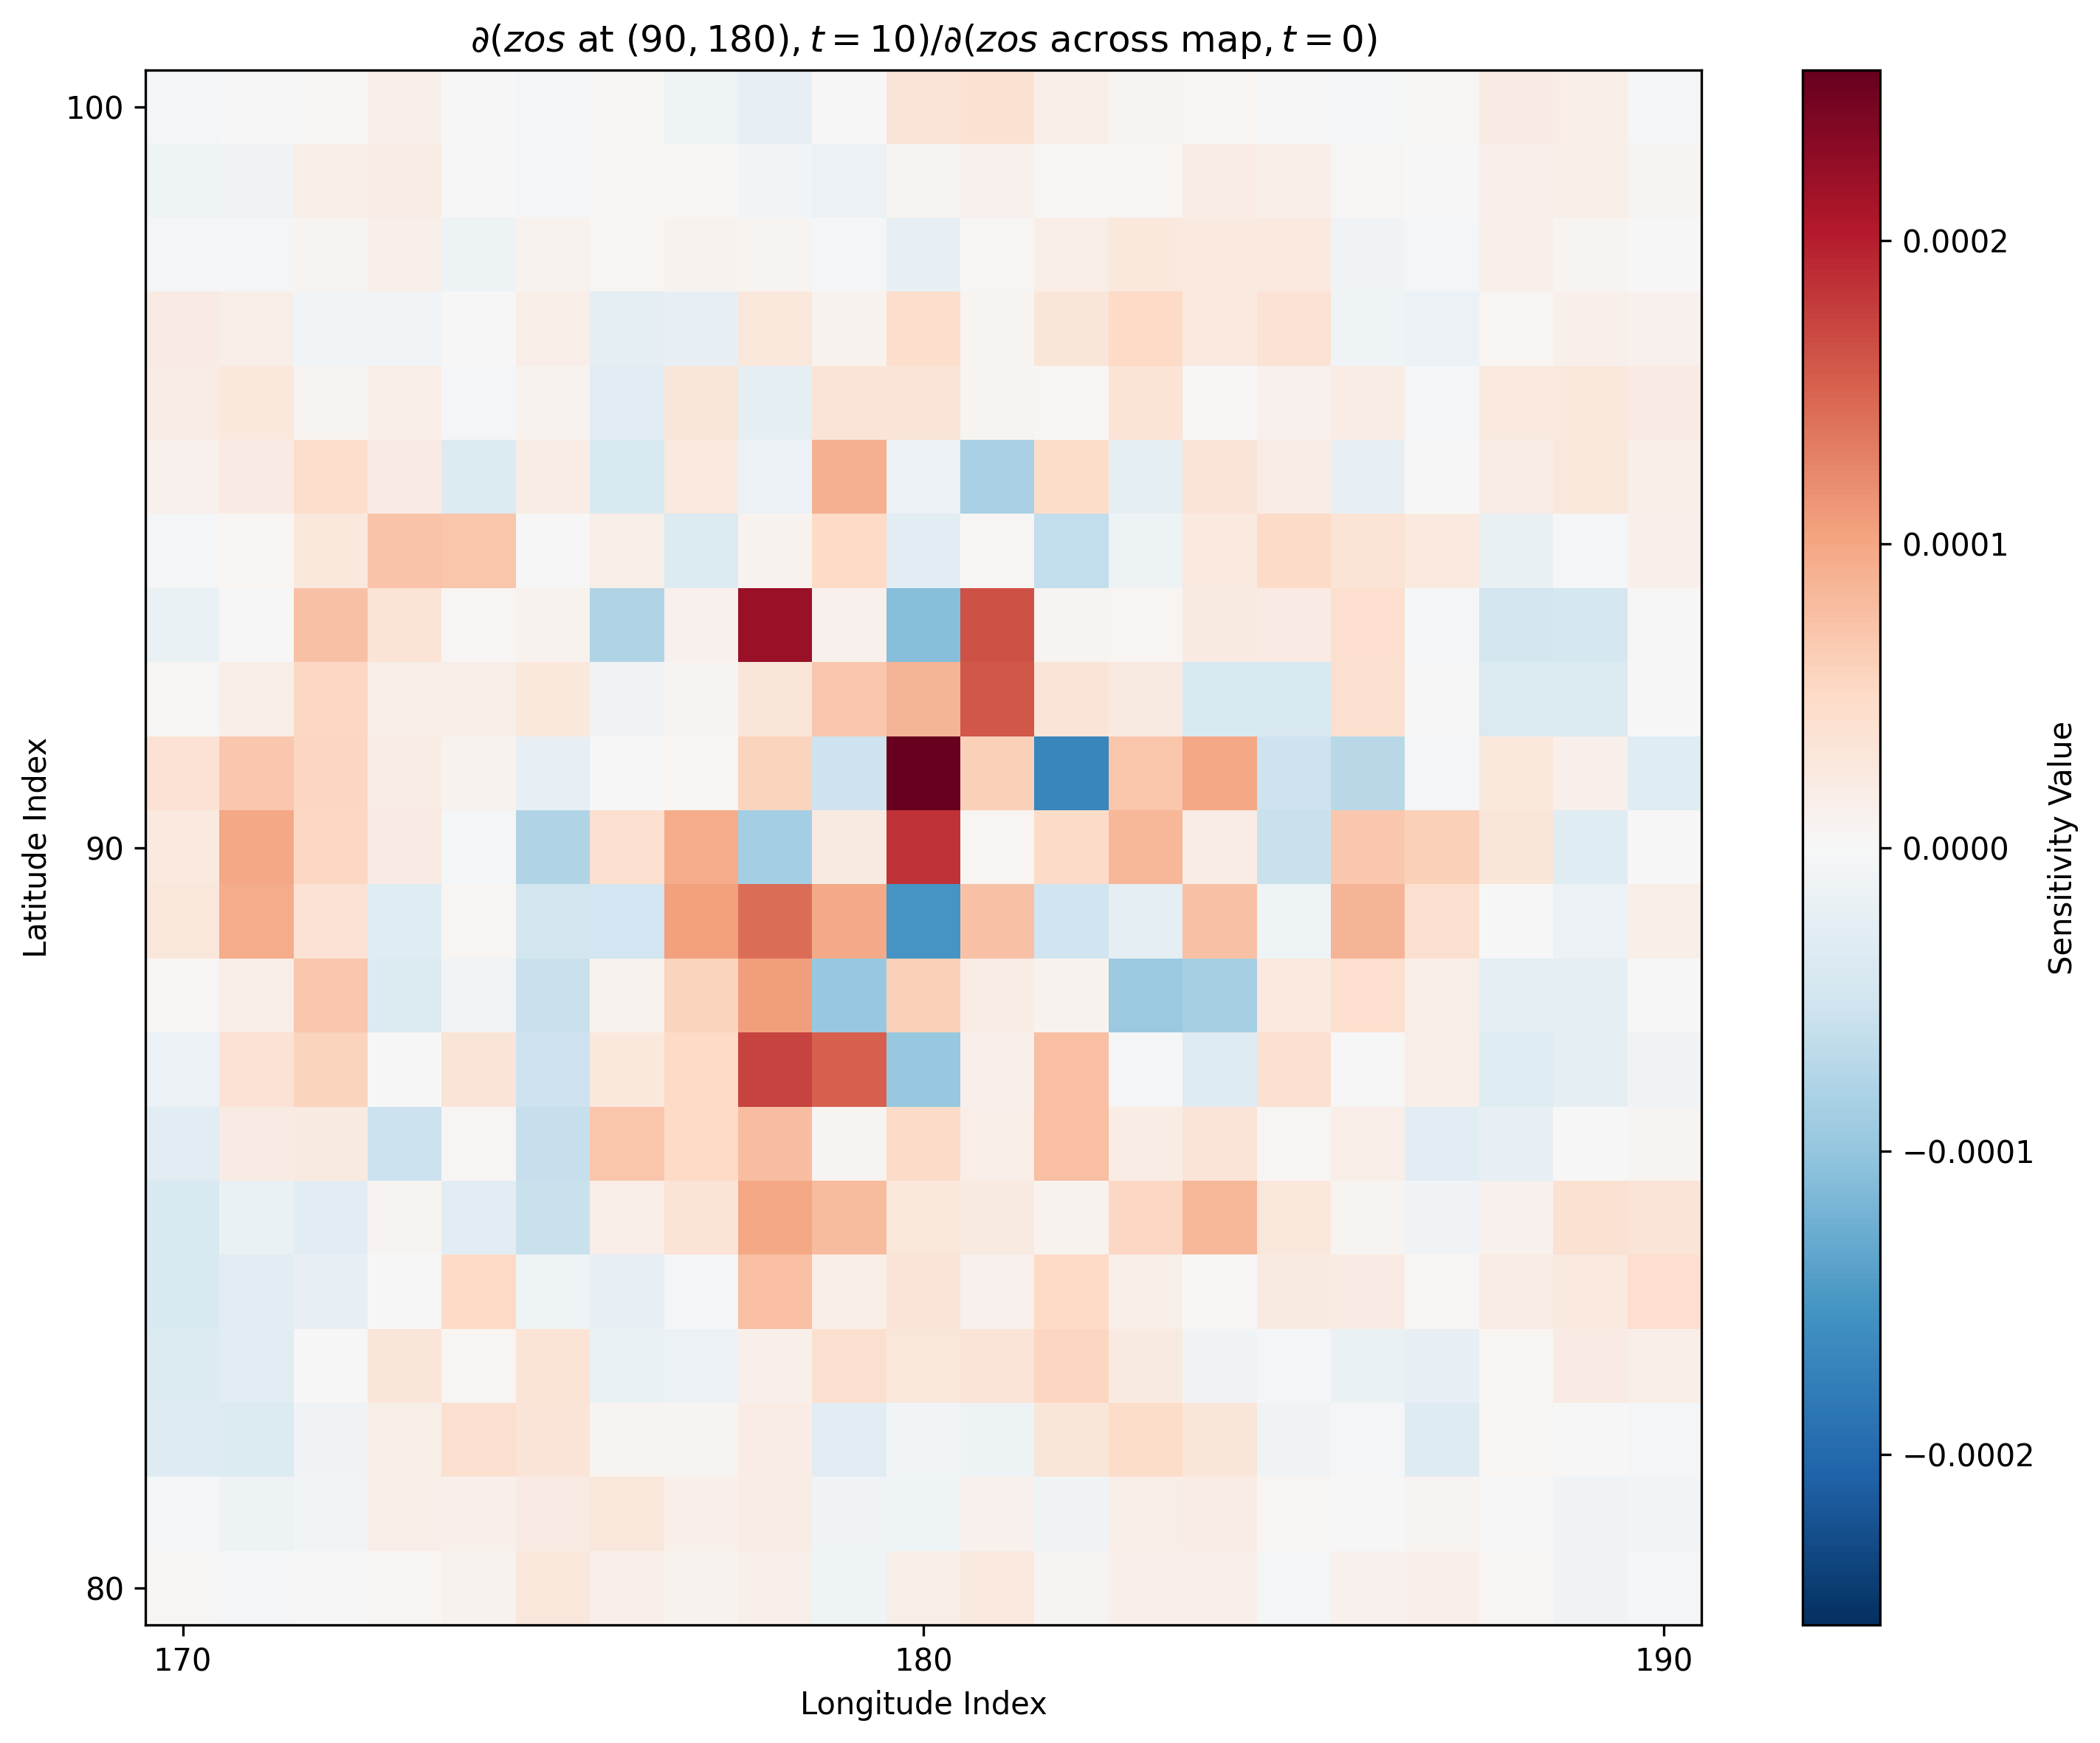 ∂(zos at (90, 180), t = 10)/∂(zos across map, t = 0)
100
90
80
Latitude Index
170
180
190
Longitude Index
0.0002
0.0001
0.0000
−0.0001
−0.0002
Sensitivity Value